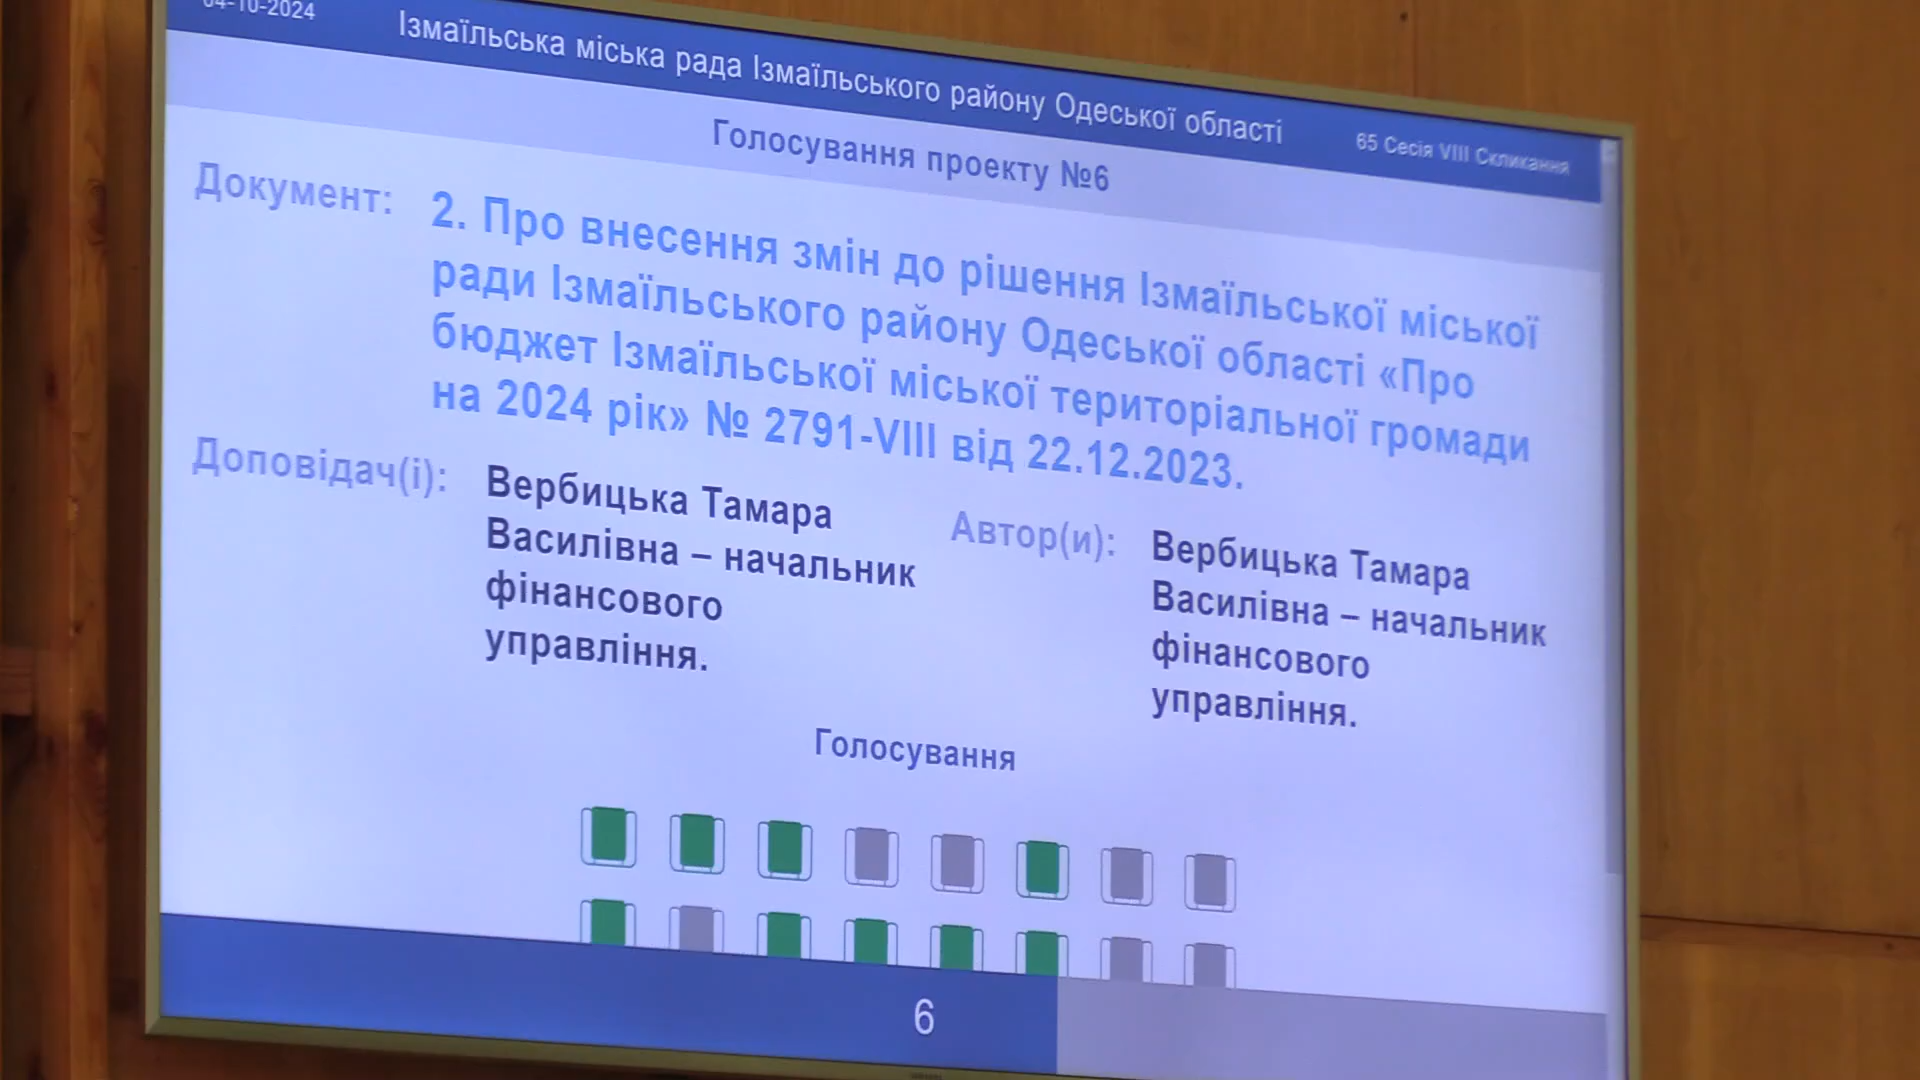 04-10-2024
Ізмаїльська міська рада Ізмаїльського району Одеської області
65 Сесія VIII Скликання
Голосування проекту №6
Документ:
2. Про внесення змін до рішення Ізмаїльської міської
ради Ізмаїльського району Одеської області «Про
бюджет Ізмаїльської міської територіальної громади
на 2024 рік» № 2791-VIII від 22.12.2023.
Доповідач(і):
Вербицька Тамара
Василівна – начальник
фінансового
управління.
Автор(и):
Вербицька Тамара
Василівна – начальник
фінансового
управління.
Голосування
6